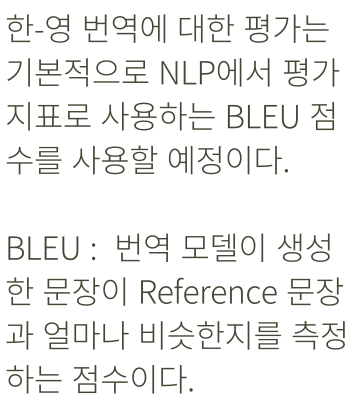 한-영 번역에 대한 평가는
기본적으로 NLP에서 평가
지표로 사용하는 BLEU 점
수를 사용할 예정이다.
BLEU :  번역 모델이 생성
한 문장이 Reference 문장
과 얼마나 비슷한지를 측정
하는 점수이다.